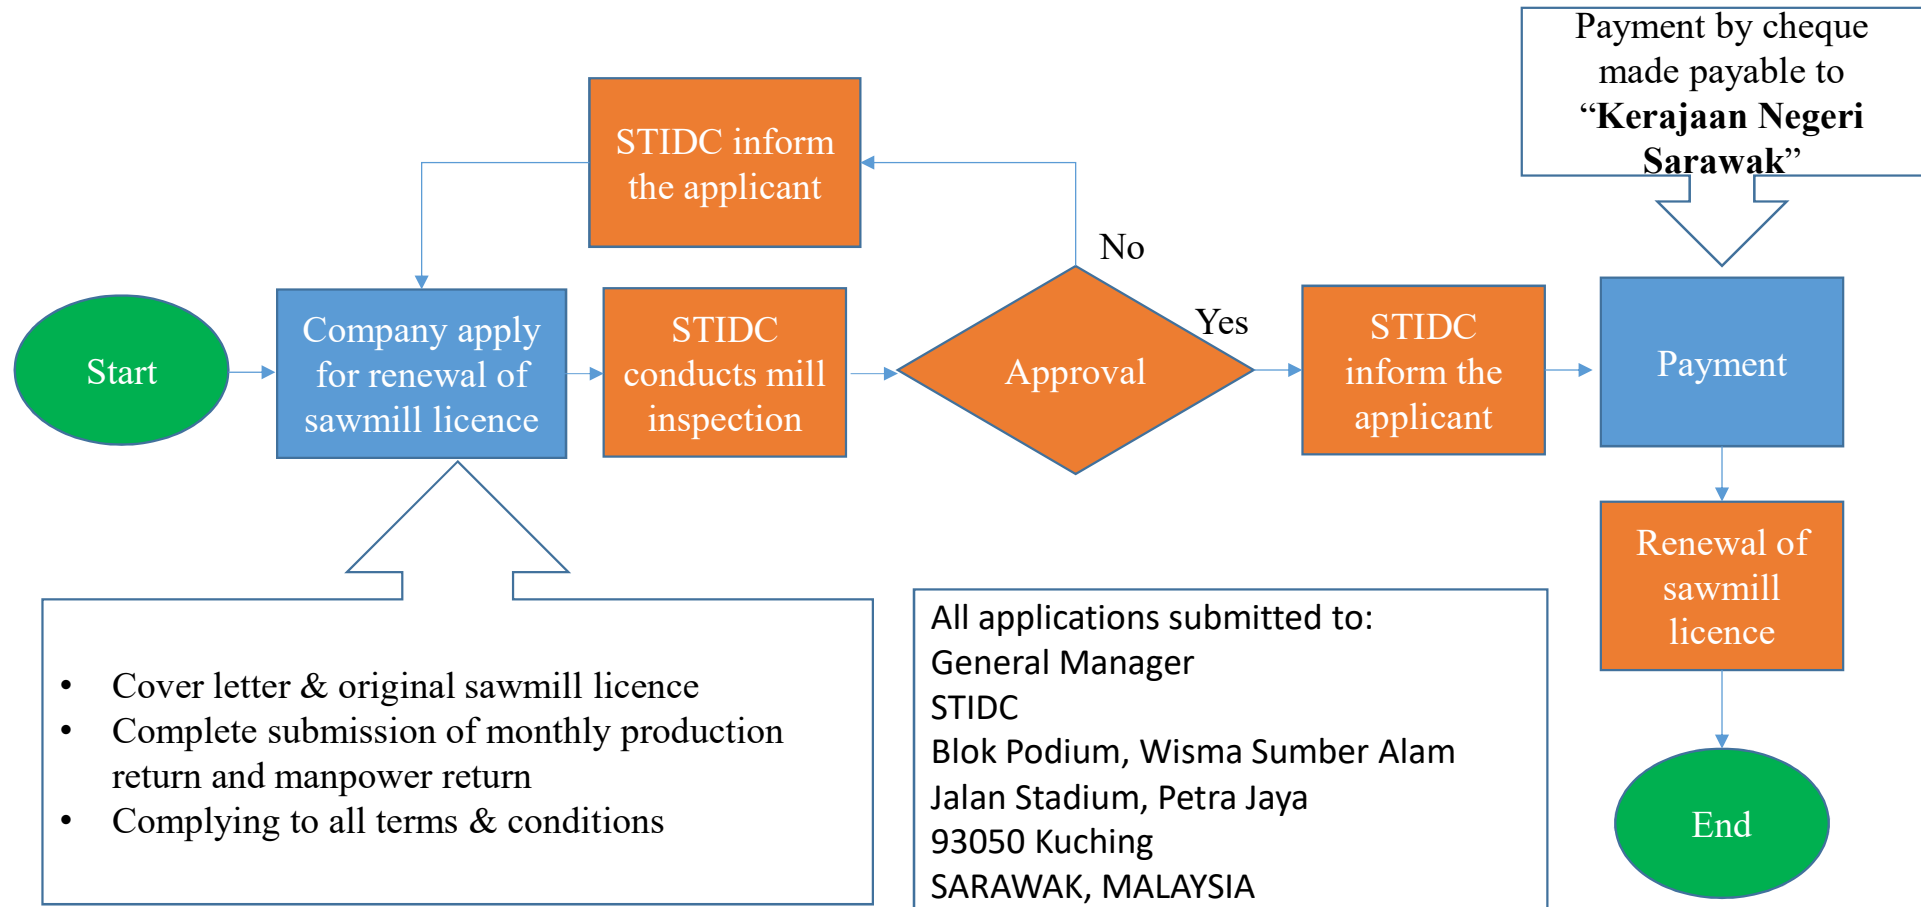 Payment by cheque
made payable to
“Kerajaan Negeri
Sarawak”
STIDC inform
the applicant
No
Yes
Start
Company apply
for renewal of
sawmill licence
STIDC
conducts mill
inspection
Approval
STIDC
inform the
applicant
Payment
Renewal of
sawmill
licence
End
• Cover letter & original sawmill licence
• Complete submission of monthly production
return and manpower return
• Complying to all terms & conditions
All applications submitted to:
General Manager
STIDC
Blok Podium, Wisma Sumber Alam
Jalan Stadium, Petra Jaya
93050 Kuching
SARAWAK, MALAYSIA